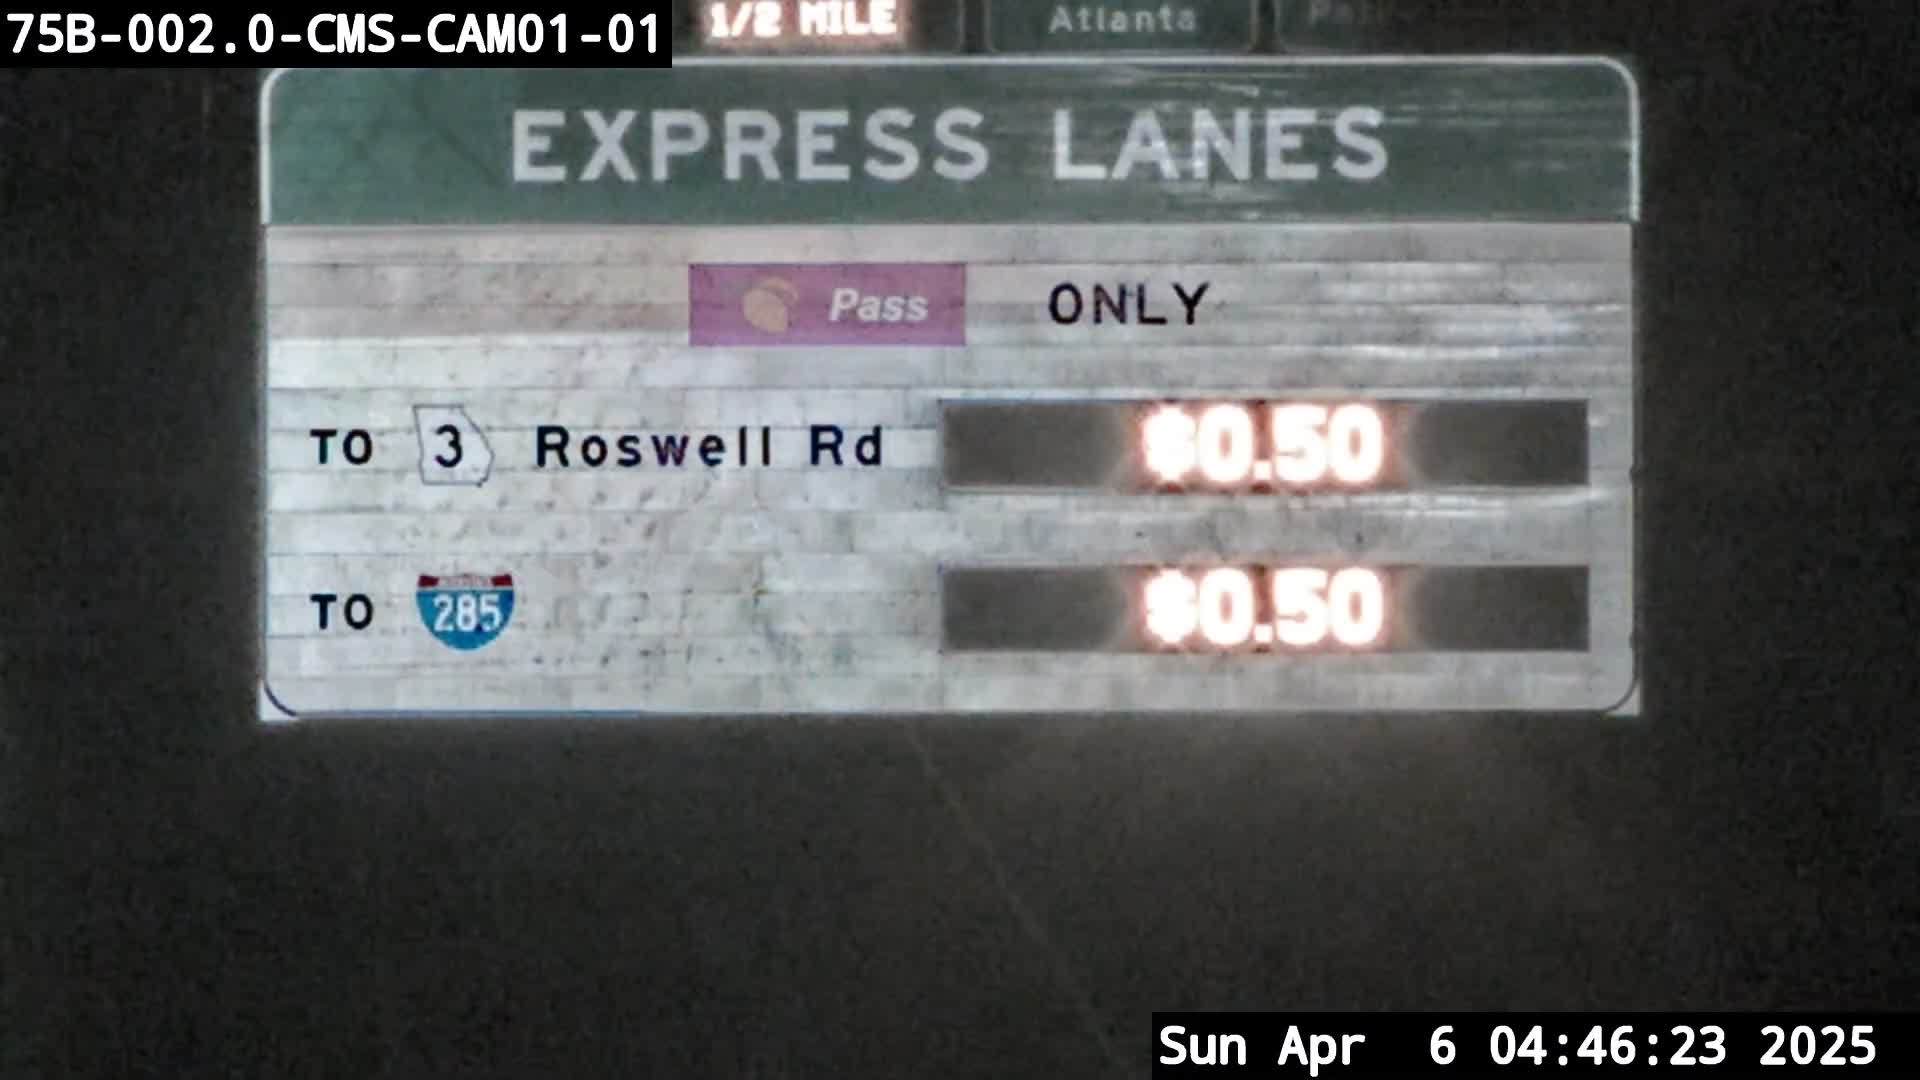 75B-002.0-CMS-CAM01-01
1/2 MILE
Atlanta
EXPRESS LANES
Pass ONLY
TO 3 Roswell Rd $0.50
TO 285 $0.50
Sun Apr 6 04:46:23 2025